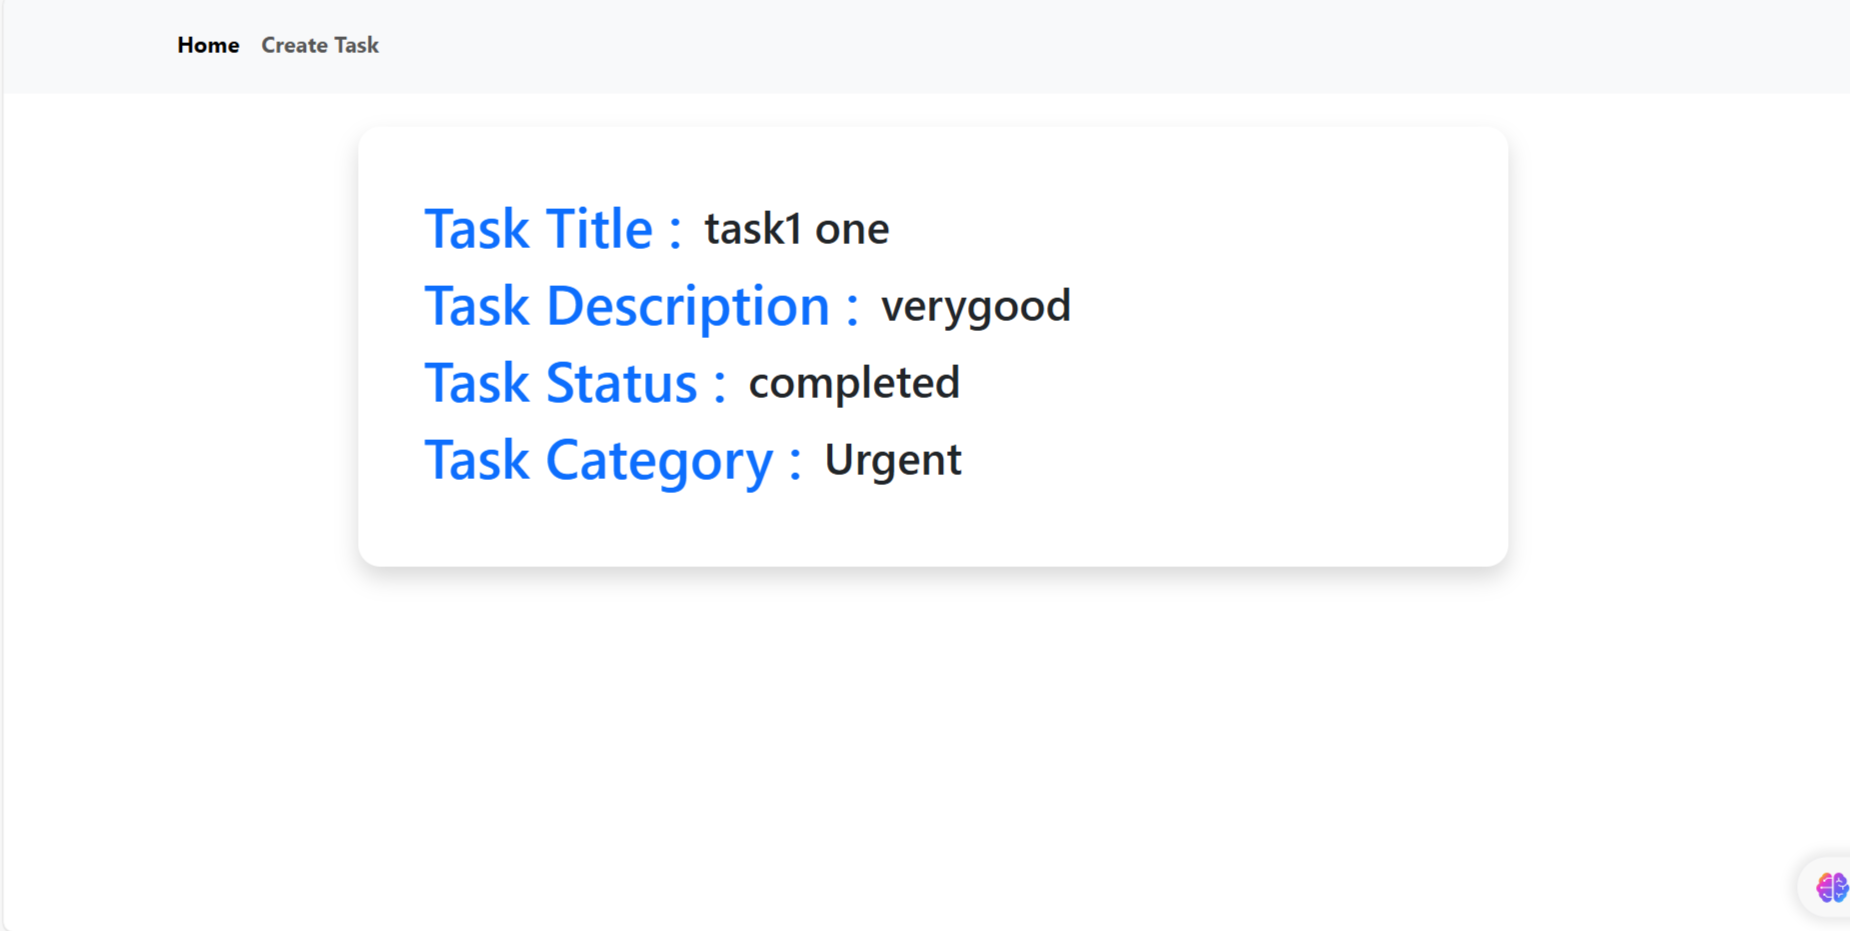 Home Create Task
Task Title : task1 one
Task Description : verygood
Task Status : completed
Task Category : Urgent